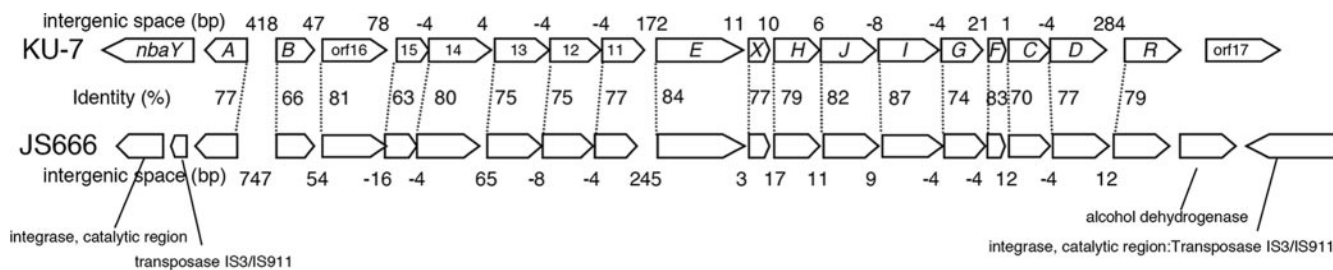 intergenic space (bp) 418 47 78 -4 4 -4 -4 172 11 10 6 -8 -4 21 1 -4 284
KU-7 nbaY A B orf16 15 14 13 12 11 E X H J I G F C D R orf17
Identity (%) 77 66 81 63 80 75 75 77 84 77 79 82 87 74 83 70 77 79
JS666
intergenic space (bp) 747 54 -16 -4 65 -8 -4 245 3 17 11 9 -4 -4 12 -4 12
alcohol dehydrogenase
integrase, catalytic region
integrase, catalytic region:Transposase IS3/IS911
transposase IS3/IS911